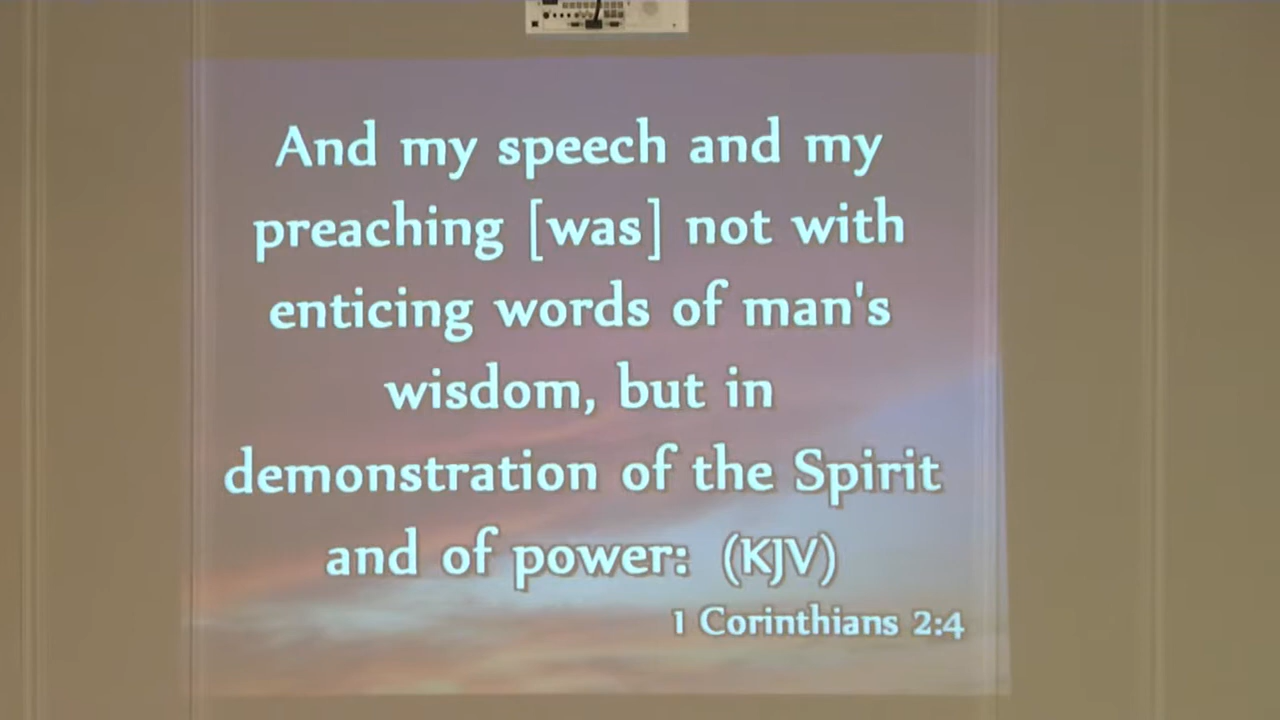 And my speech and my
preaching [was] not with
enticing words of man's
wisdom, but in
demonstration of the Spirit
and of power: (KJV)
1 Corinthians 2:4